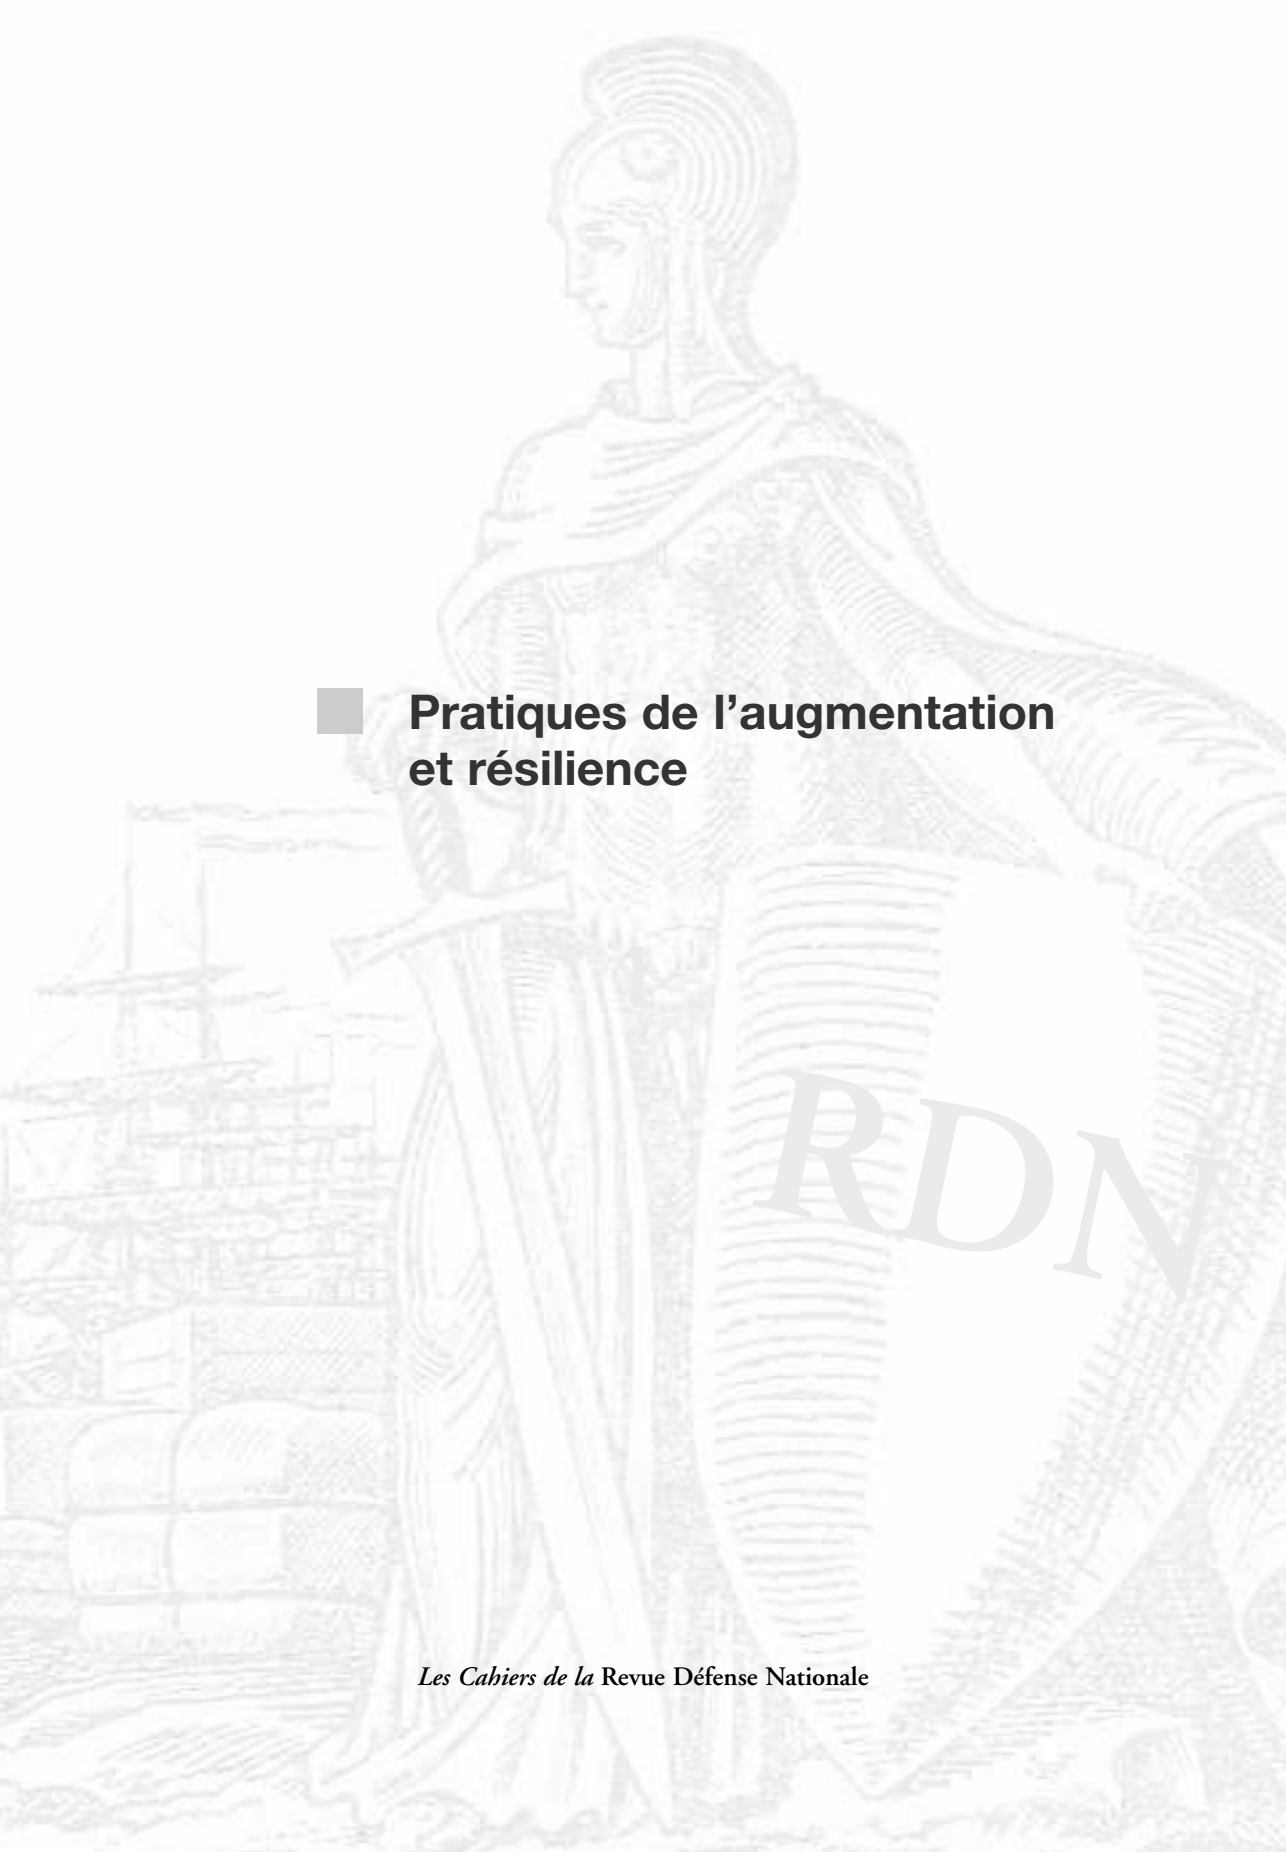 Pratiques de l’augmentation
et résilience
RDN
Les Cahiers de la Revue Défense Nationale